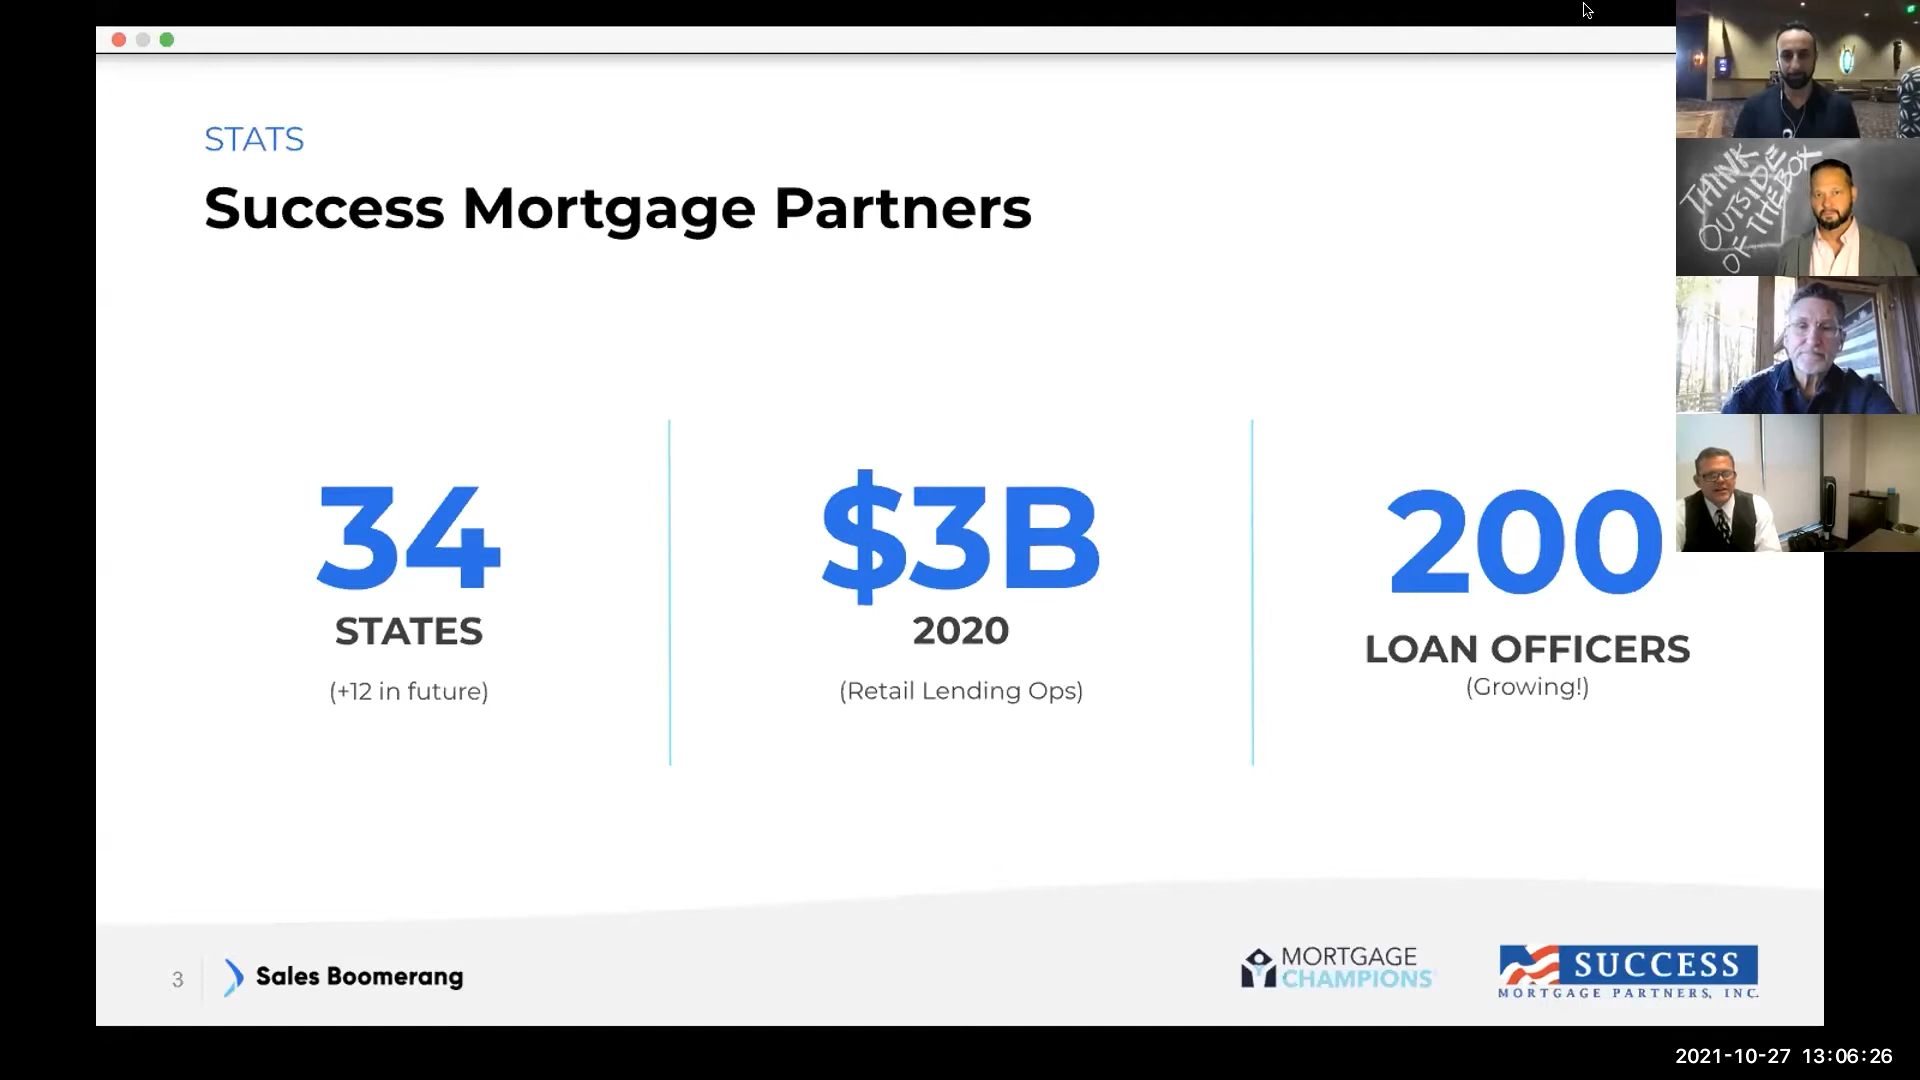 STATS
Success Mortgage Partners
34
STATES
(+12 in future)
$3B
2020
(Retail Lending Ops)
200
LOAN OFFICERS
(Growing!)
THINK
OUTSIDE
OF THE BOX
3
Sales Boomerang
MORTGAGE
CHAMPIONS
SUCCESS
MORTGAGE PARTNERS, INC.
2021-10-27 13:06:26